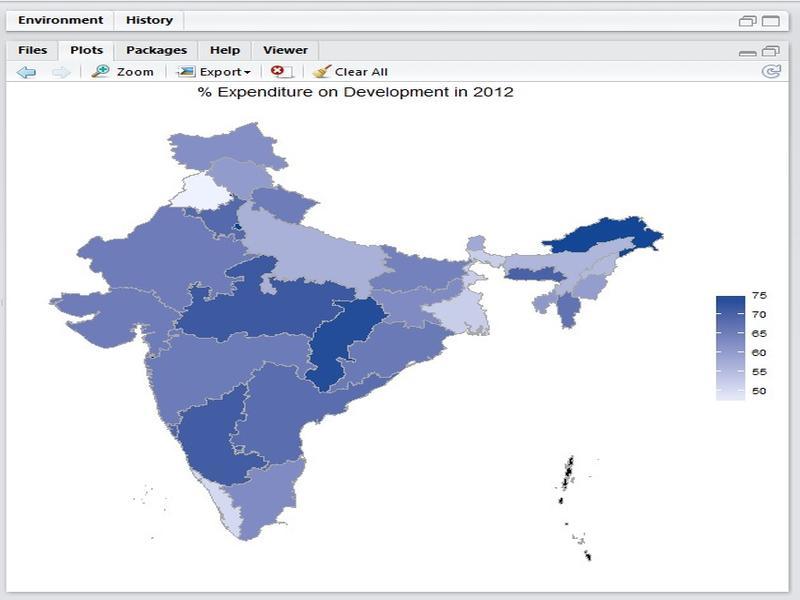 Environment History
Files Plots Packages Help Viewer
Zoom Export Clear All
% Expenditure on Development in 2012
75
70
65
60
55
50